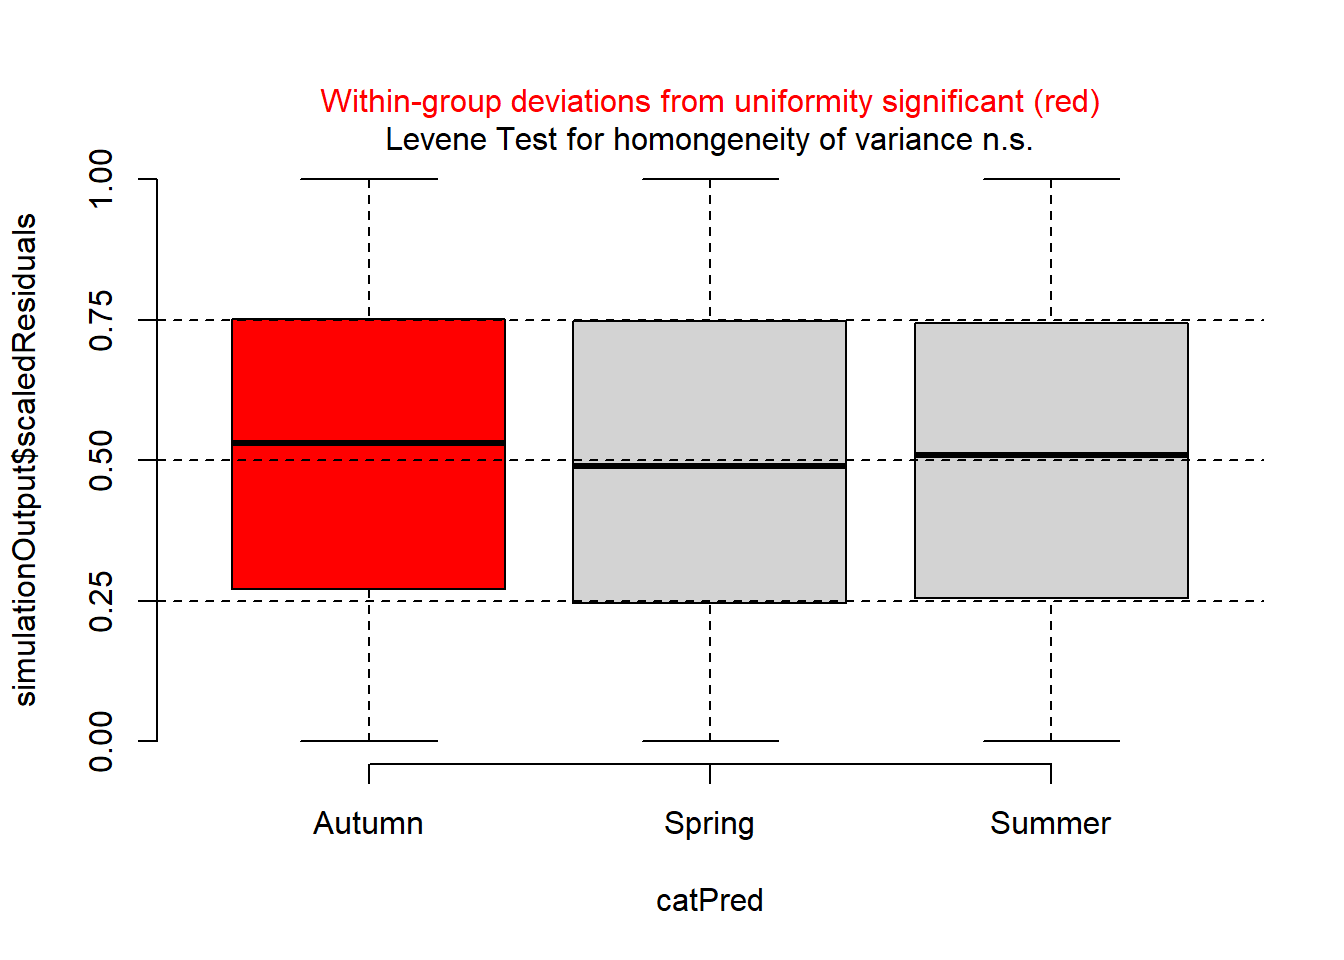 Within-group deviations from uniformity significant (red)
Levene Test for homongeneity of variance n.s.
simulationOutput$scaledResiduals
1.00
0.75
0.50
0.25
0.00
Autumn
Spring
Summer
catPred